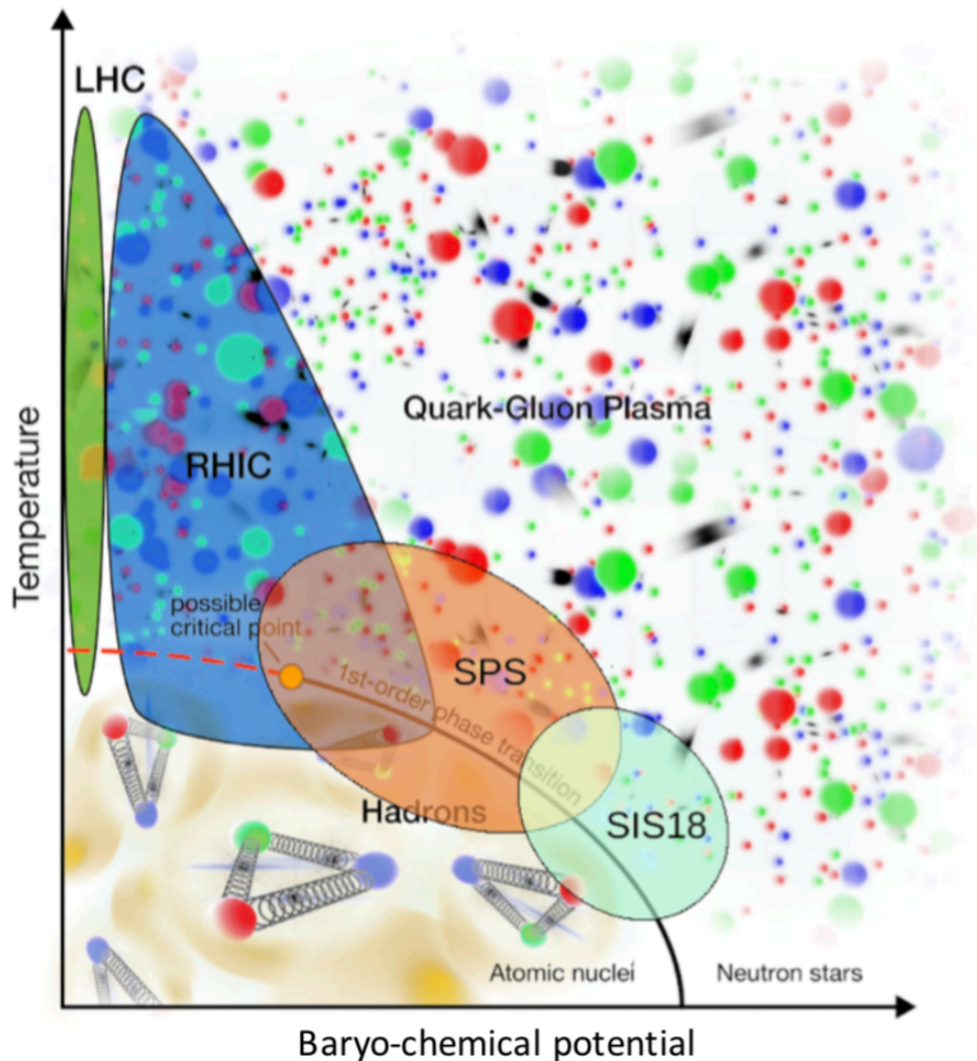 LHC
Temperature
Quark-Gluon Plasma
RHIC
possible
critical point
SPS
1st-order phase transition
Hadrons
SIS18
Atomic nuclei
Neutron stars
Baryo-chemical potential